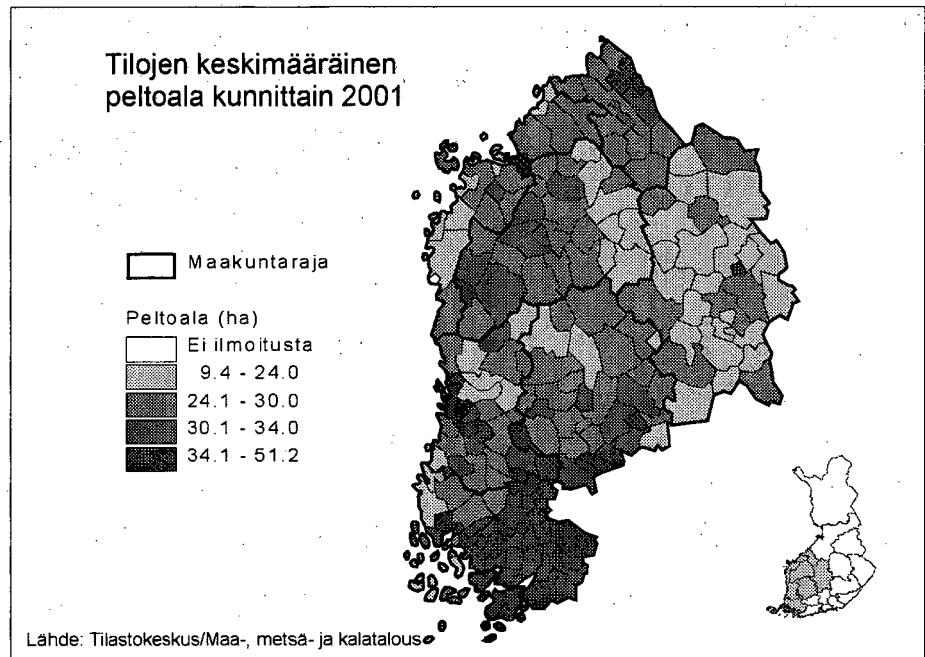 Tilojen keskimääräinen
peltoala kunnittain 2001
Maakuntaraja
Peltoala (ha)
Ei ilmoitusta
9.4 - 24.0
24.1 - 30.0
30.1 - 34.0
34.1 - 51.2
Lähde: Tilastokeskus/Maa-, metsä- ja kalatalous